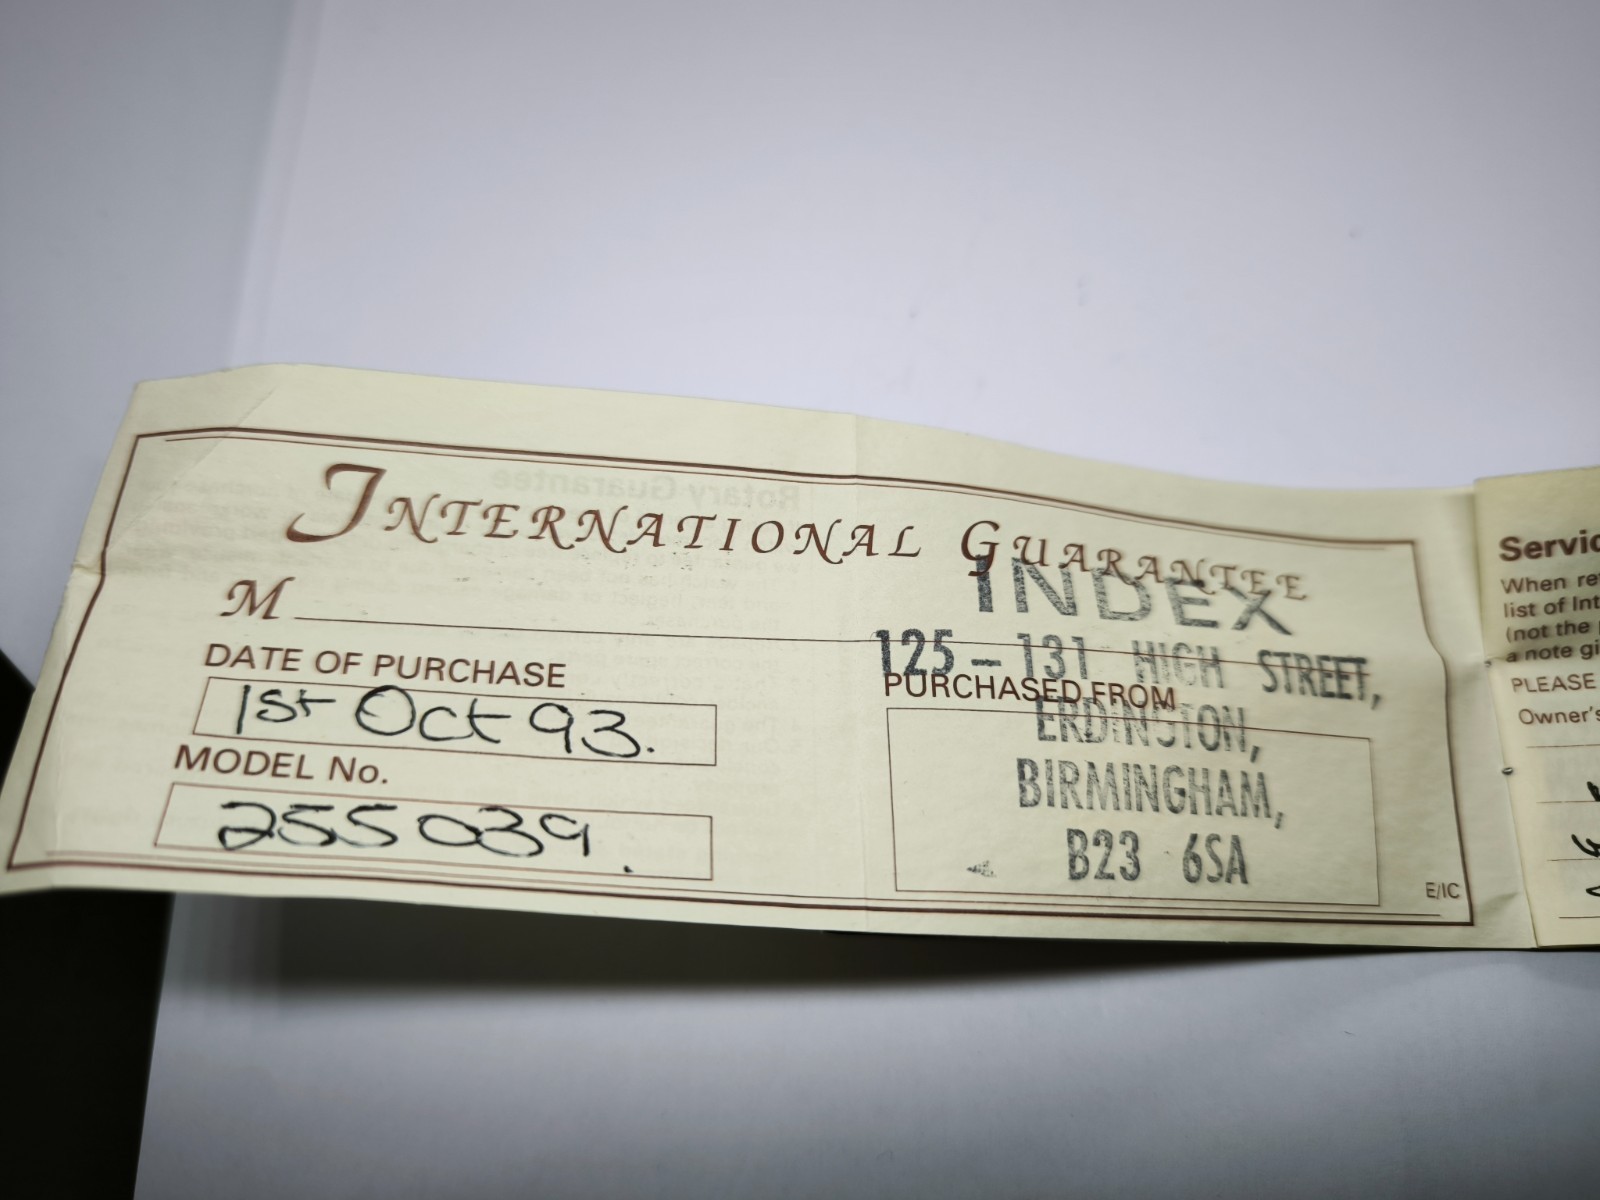 INTERNATIONAL GUARANTEE
M
INDEX
125 - 131 HIGH STREET,
ERDINGTON,
BIRMINGHAM,
B23 6SA
DATE OF PURCHASE
1st Oct 93.
MODEL No.
255039.
PURCHASED FROM
E/IC
Servic
When re
list of Int
(not the
a note gi
PLEASE
Owner's
Rotary Guarantee